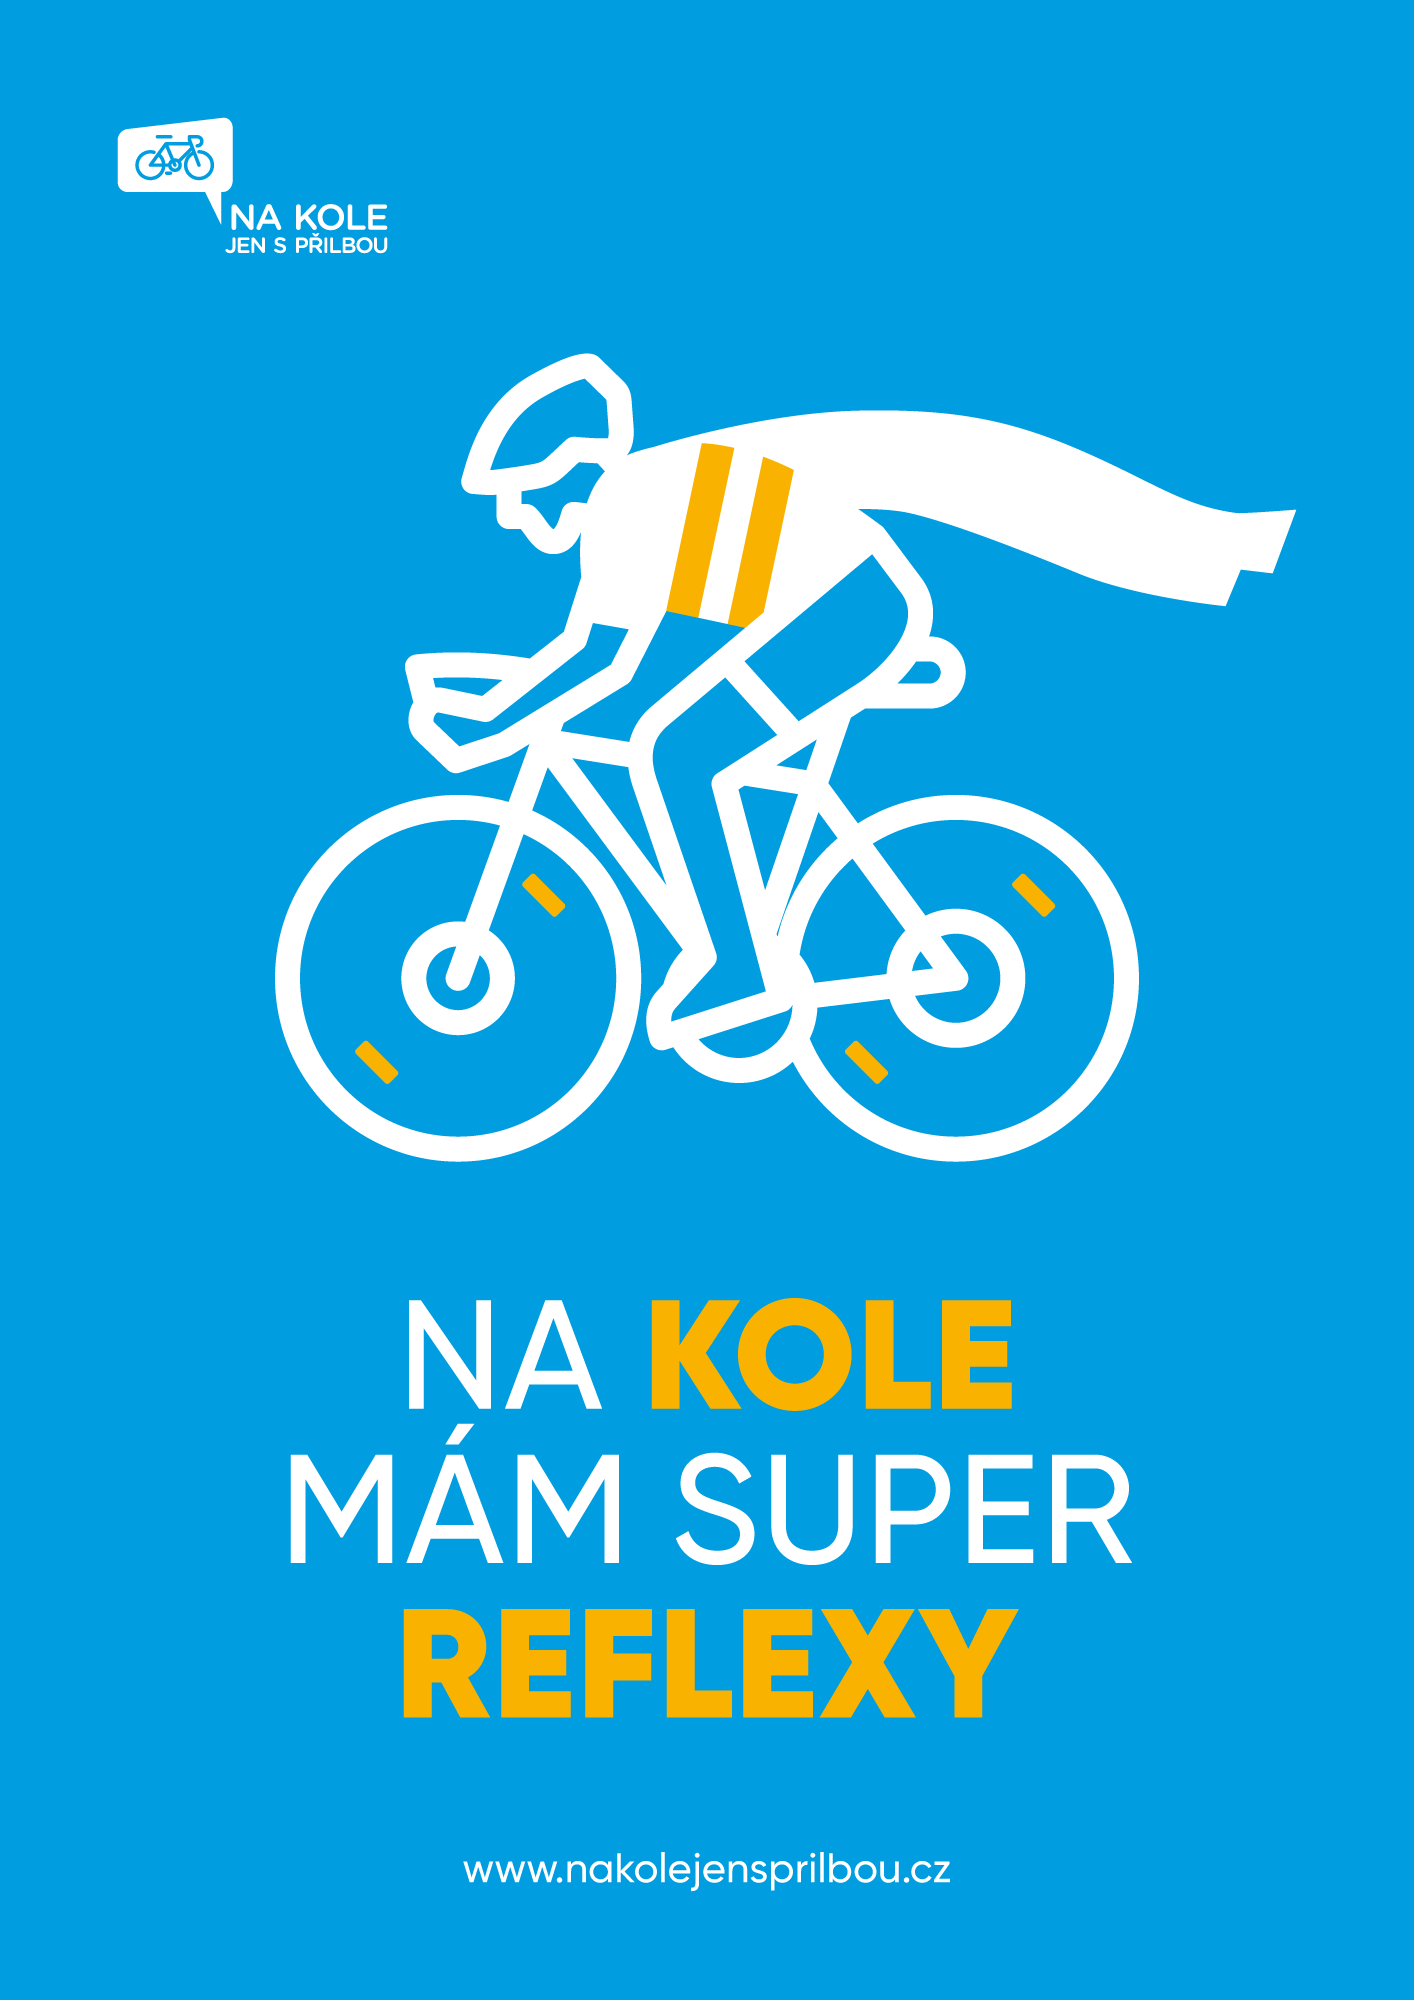 NA KOLE
JEN S PŘILBOU
NA KOLE
MÁM SUPER
REFLEXY
www.nakolejensprilbou.cz